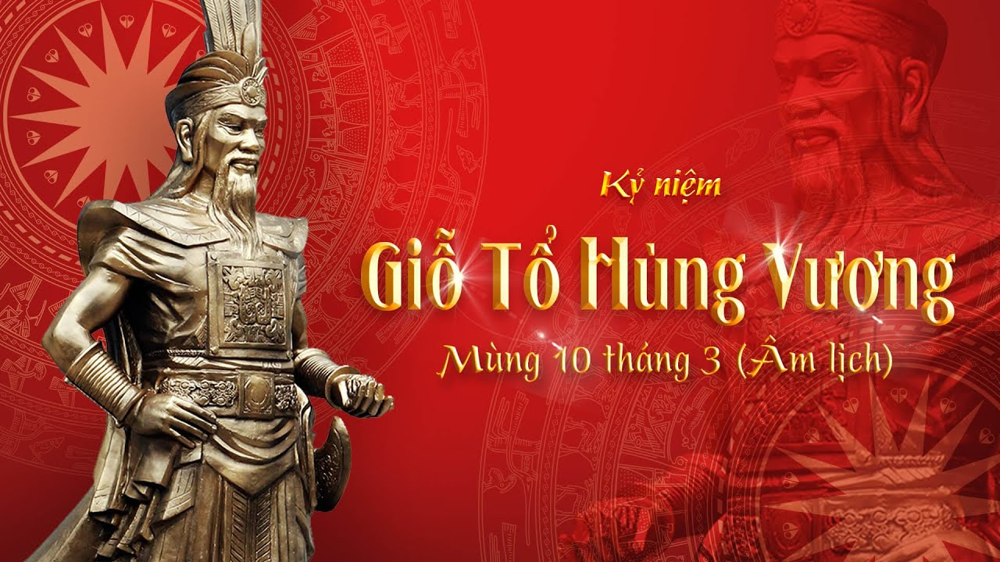 Kỷ niệm
Giỗ Tổ Hùng Vương
Mùng 10 tháng 3 (Âm lịch)